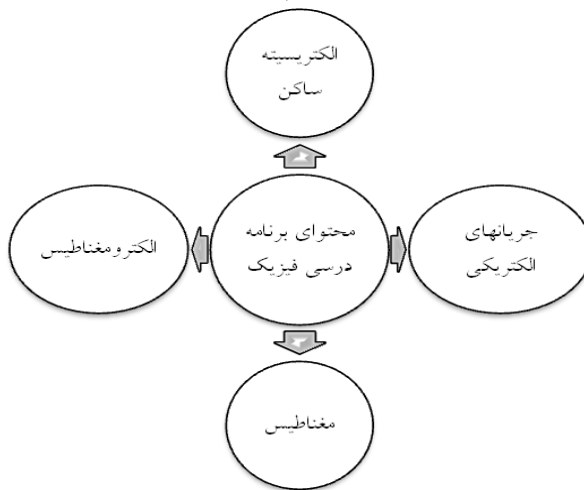 الکتریسیته
ساکن
محتوای برنامه
درسی فیزیک
جریانهای
الکتریکی
الکترومغناطیس
مغناطیس